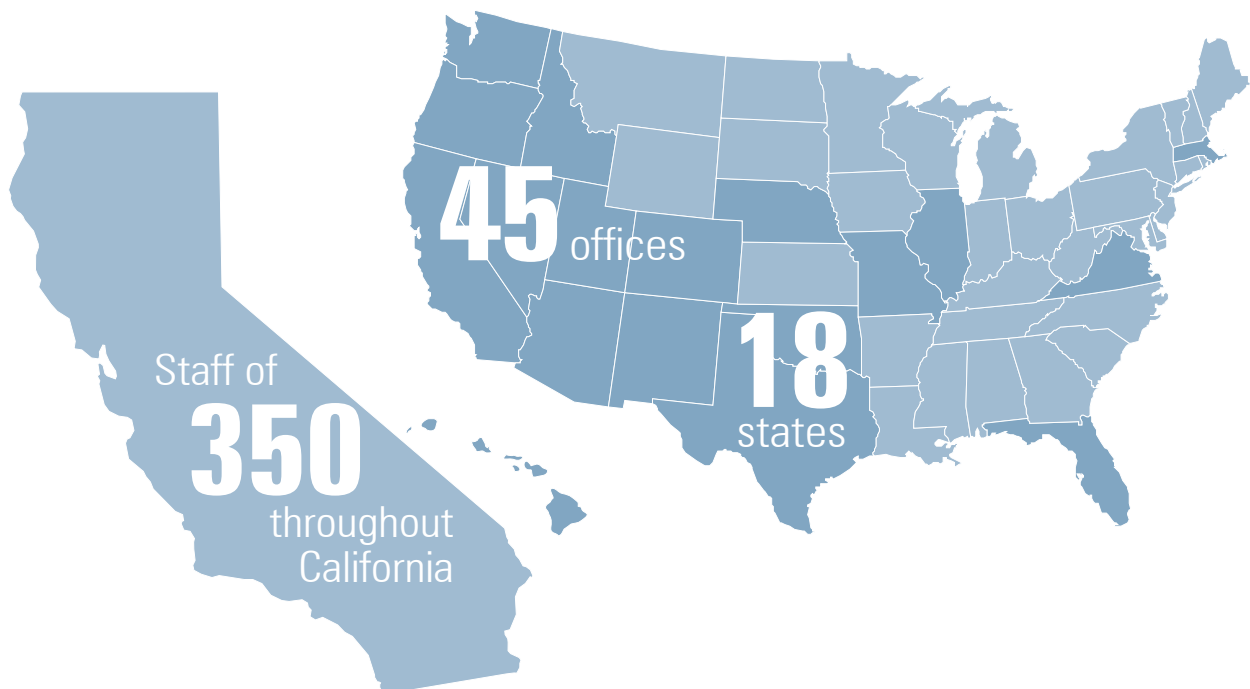 Staff of
350
throughout
California
45 offices
18
states